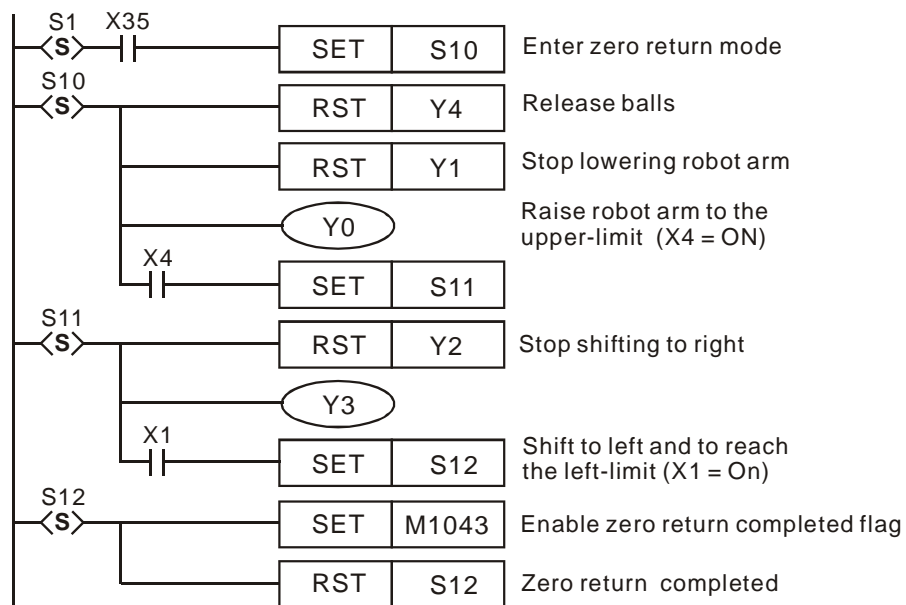 S1 X35
S SET S10 Enter zero return mode
S10
S RST Y4 Release balls
RST Y1 Stop lowering robot arm
Y0 Raise robot arm to the
upper-limit (X4 = ON)
X4
SET S11
S11
S RST Y2 Stop shifting to right
Y3
X1
SET S12 Shift to left and to reach
the left-limit (X1 = On)
S12
S SET M1043 Enable zero return completed flag
RST S12 Zero return completed